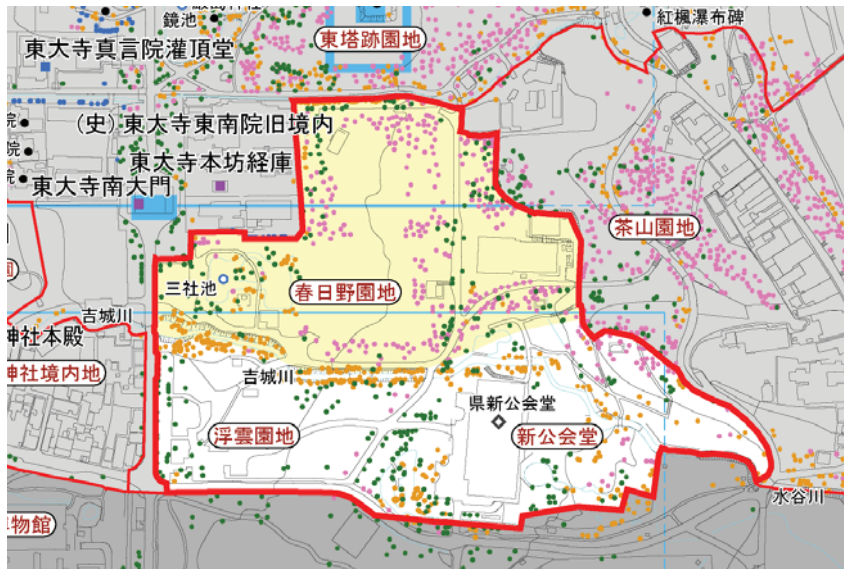 鏡池
東塔跡園地
紅楓瀑布碑
東大寺真言院灌頂堂
(史)東大寺東南院旧境内
院
院
院
東大寺本坊経庫
東大寺南大門
茶山園地
三社池
春日野園地
吉城川
神社本殿
神社境内地
吉城川
県新公会堂
浮雲園地
新公会堂
水谷川
物館